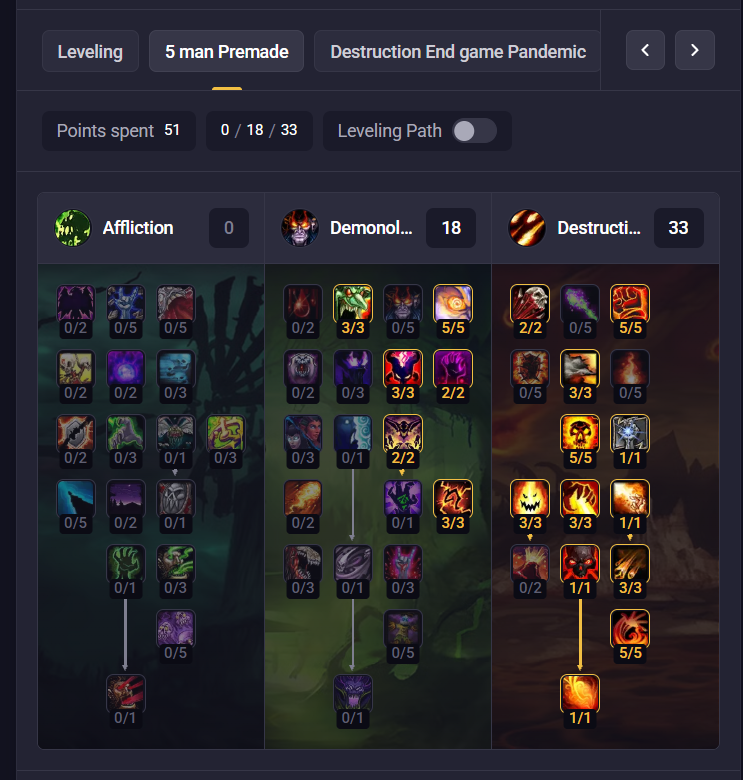 Leveling 5 man Premade Destruction End game Pandemic
Points spent 51 0 / 18 / 33 Leveling Path
Affliction 0 Demonol... 18 Destructi... 33
0/2 0/5 0/5 0/2 3/3 0/5 5/5 2/2 0/5 5/5
0/2 0/2 0/3 0/2 0/3 3/3 2/2 0/5 3/3 0/5
0/2 0/3 0/1 0/3 0/3 0/1 2/2 5/5 1/1
0/5 0/2 0/1 0/2 0/1 3/3 3/3 3/3 1/1
0/1 0/3 0/3 0/1 0/3 0/2 1/1 3/3
0/5 0/5 5/5
0/1 0/1 1/1